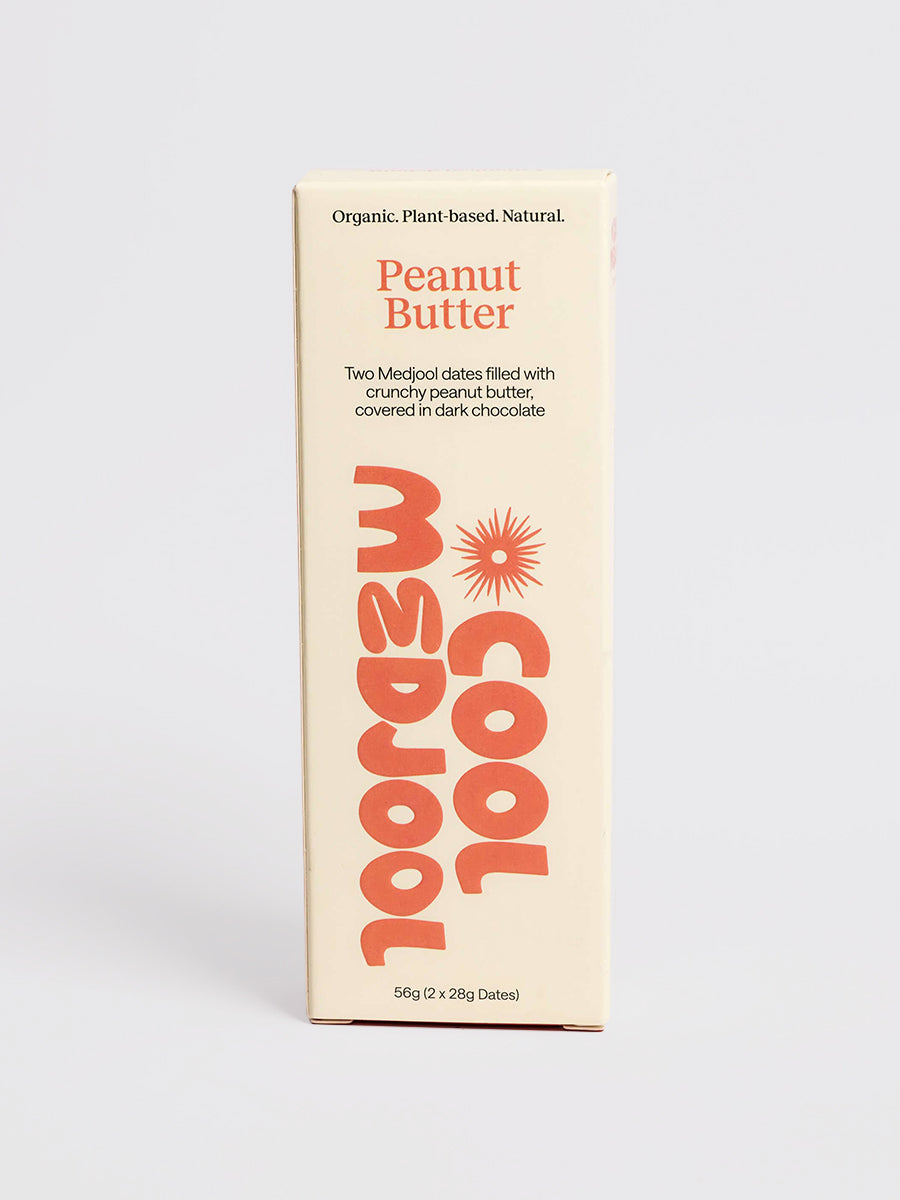 Organic. Plant-based. Natural.
Peanut
Butter
Two Medjool dates filled with
crunchy peanut butter,
covered in dark chocolate
COOL
MEDJOOL
56g (2 x 28g Dates)